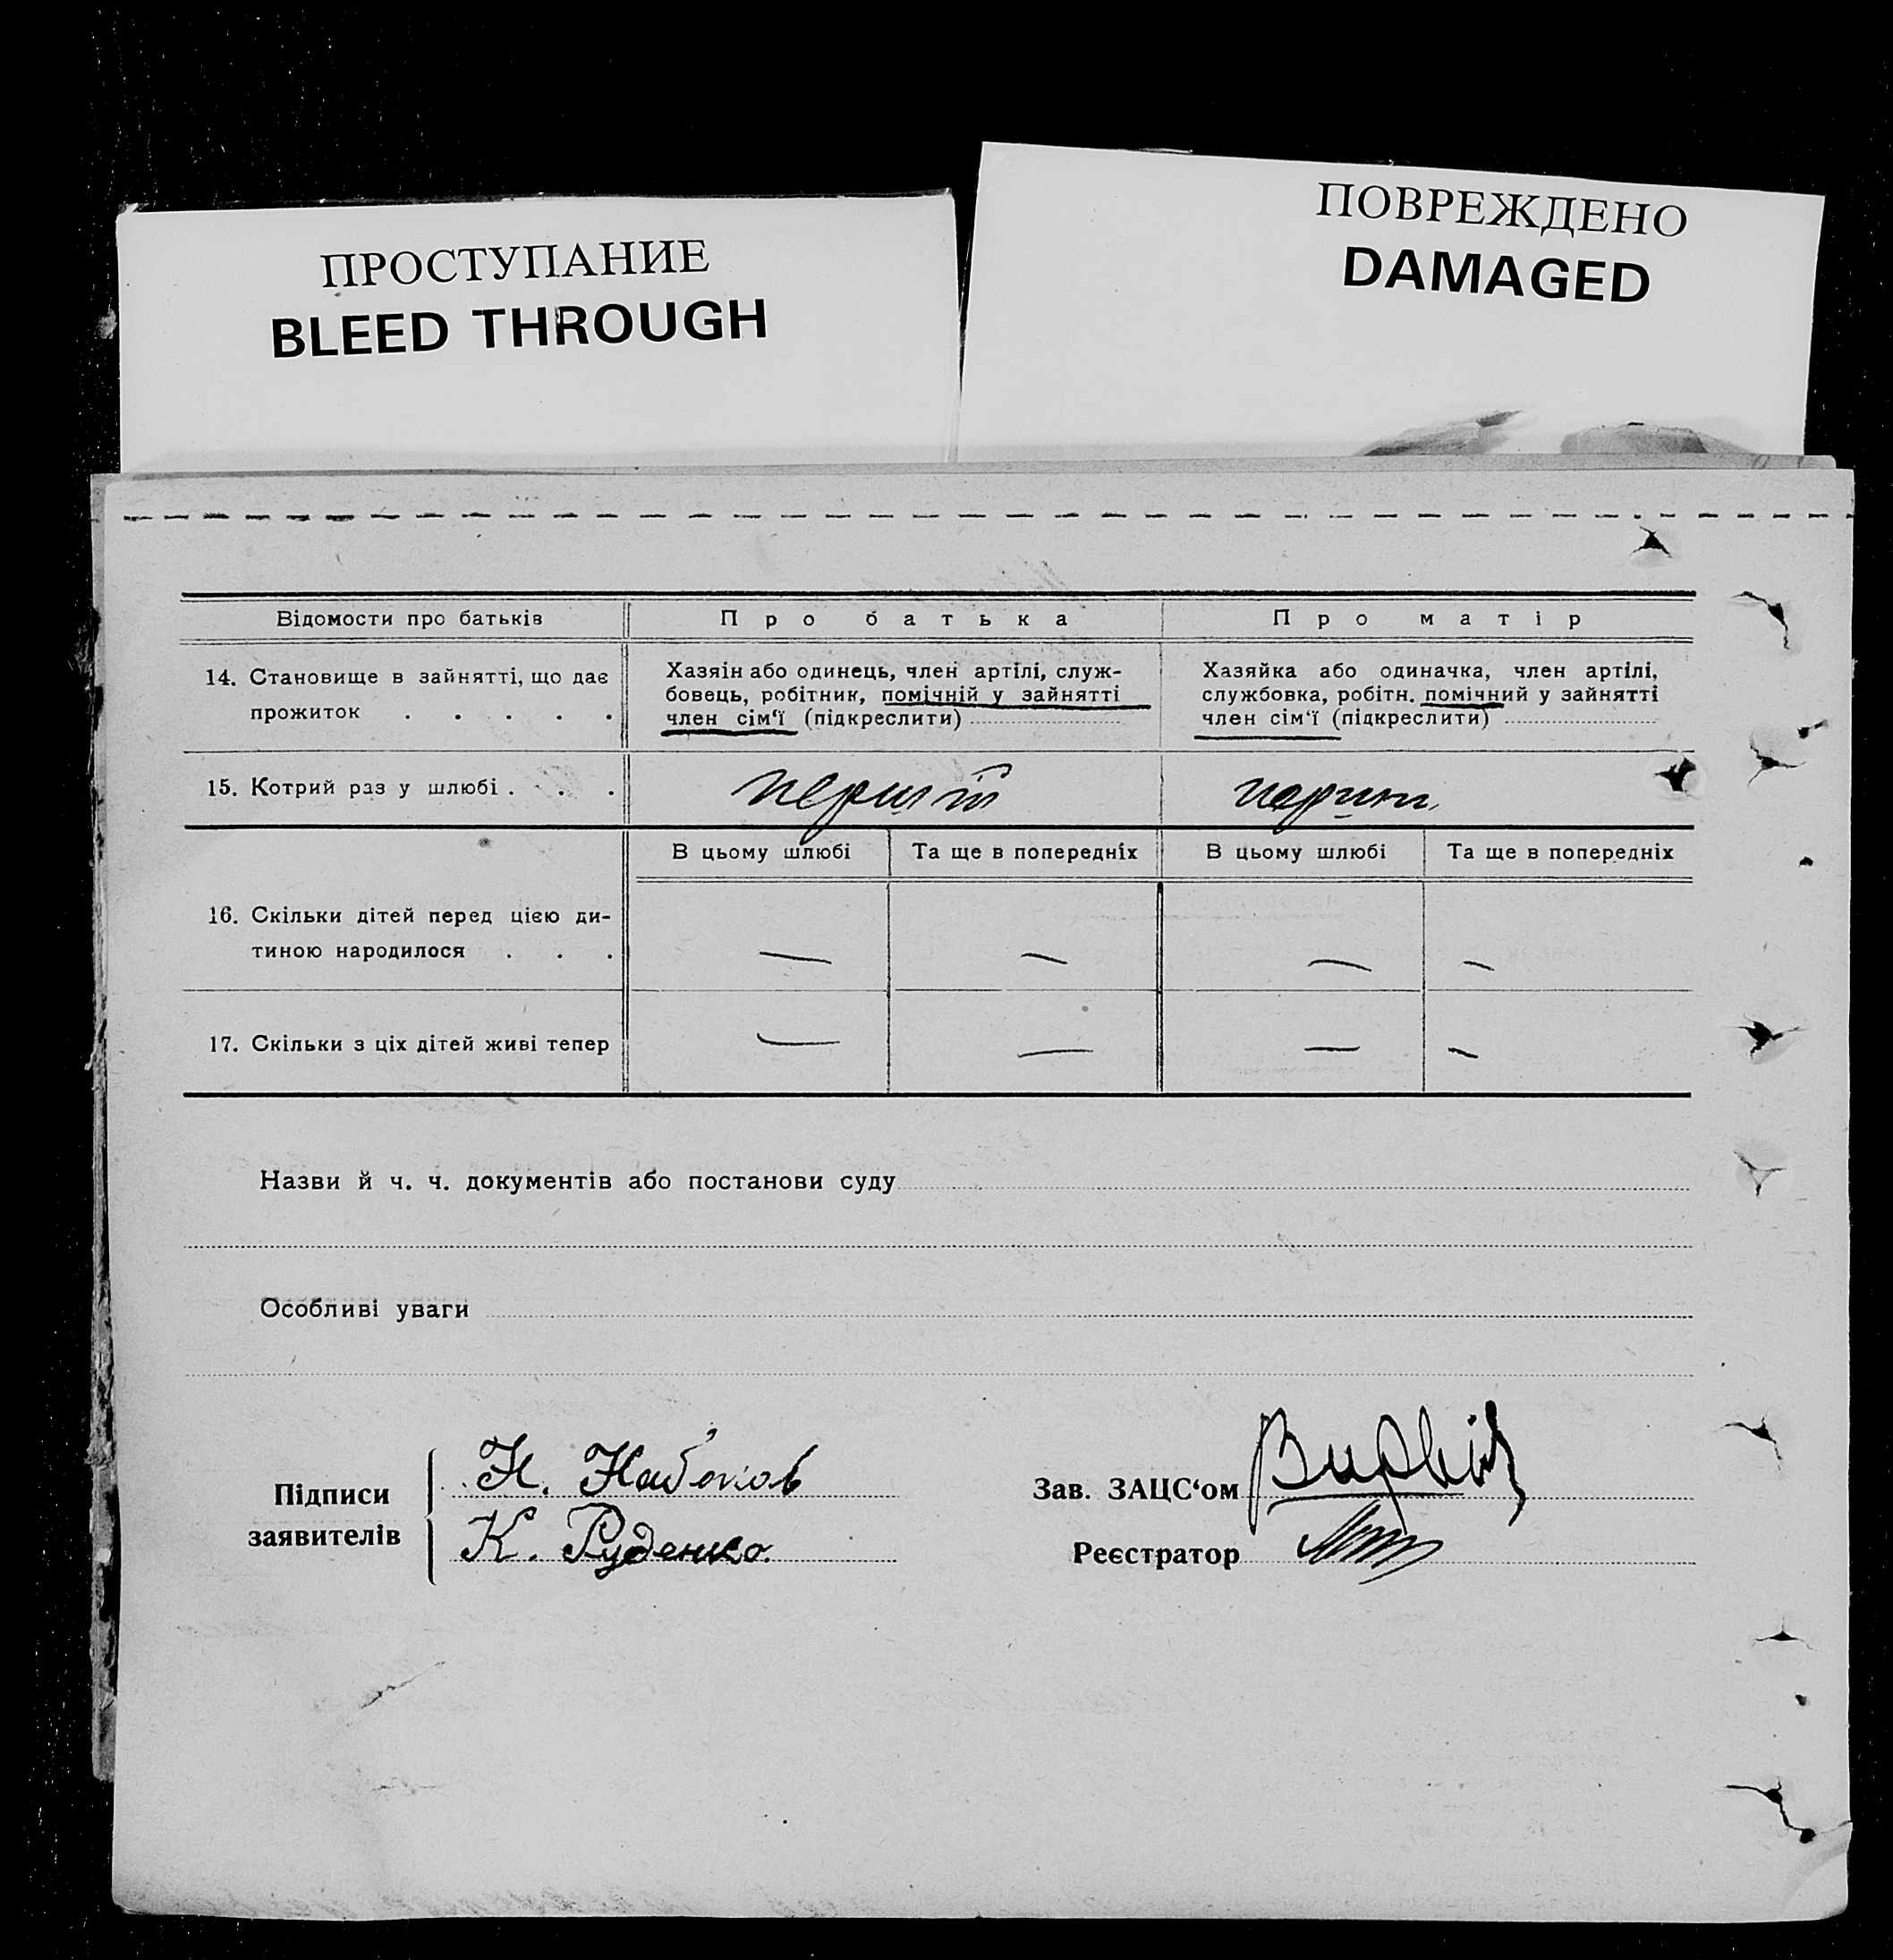 ПРОСТУПАНИЕ
BLEED THROUGH
ПОВРЕЖДЕНО
DAMAGED
Відомости про батьків
Про батька
Про матір
14. Становище в зайнятті, що дає
прожиток . . . . .
Хазяін або одинець, член артілі, служ-
бовець, робітник, помічній у зайнятті
член сім‘ї (підкреслити)
Хазяйка або одиначка, член артілі,
службовка, робітн. помічний у зайнятті
член сім‘ї (підкреслити)
15. Котрий раз у шлюбі . . .
перший
В цьому шлюбі
Та ще в попередніх
В цьому шлюбі
Та ще в попередніх
16. Скільки дітей перед цією ди-
тиною народилося . . .
— — — —
17. Скільки з ціх дітей живі тепер
— — — —
Назви й ч. ч. документів або постанови суду
Особливі уваги
Підписи
заявителів
Н. Набоков
К. Руденко
Зав. ЗАЦС‘ом
Реєстратор